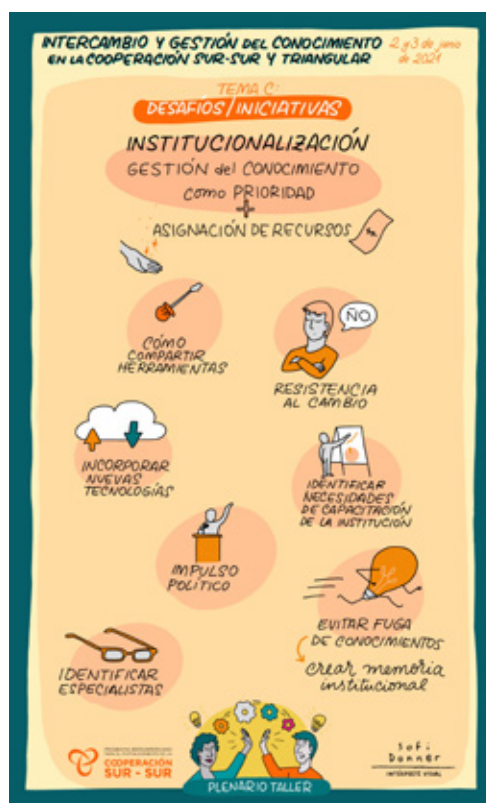 INTERCAMBIO Y GESTIÓN DEL CONOCIMIENTO
EN LA COOPERACIÓN SUR-SUR Y TRIANGULAR
2 y 3 de junio
de 2021
TEMA C:
DESAFÍOS/INICIATIVAS
INSTITUCIONALIZACIÓN
GESTIÓN del CONOCIMIENTO
como PRIORIDAD
+
ASIGNACIÓN DE RECURSOS
CÓMO
COMPARTIR
HERRAMIENTAS
ÑO
RESISTENCIA
AL CAMBIO
INCORPORAR
NUEVAS
TECNOLOGÍAS
IDENTIFICAR
NECESIDADES
DE CAPACITACIÓN
DE LA INSTITUCIÓN
IMPULSO
POLÍTICO
EVITAR FUGA
DE CONOCIMIENTOS
crear memoria
institucional
IDENTIFICAR
ESPECIALISTAS
COOPERACIÓN
SUR - SUR
PLENARIO TALLER
Sofi
Donner
INTÉRPRETE VISUAL